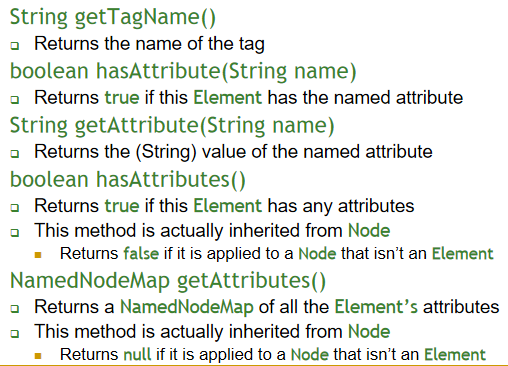 String getTagName()
Returns the name of the tag
boolean hasAttribute(String name)
Returns true if this Element has the named attribute
String getAttribute(String name)
Returns the (String) value of the named attribute
boolean hasAttributes()
Returns true if this Element has any attributes
This method is actually inherited from Node
Returns false if it is applied to a Node that isn't an Element
NamedNodeMap getAttributes()
Returns a NamedNodeMap of all the Element's attributes
This method is actually inherited from Node
Returns null if it is applied to a Node that isn't an Element